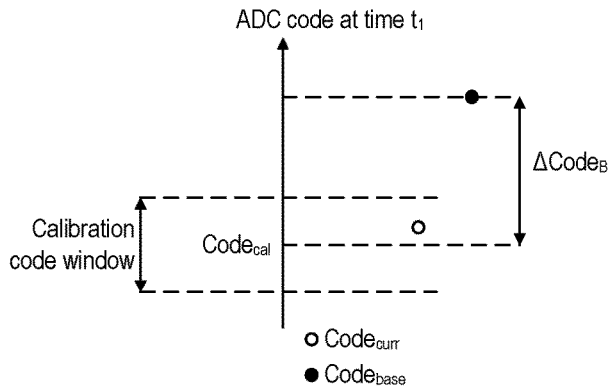 ADC code at time t₁
ΔCode_B
Calibration
code window
Code_cal
Code_curr
Code_base